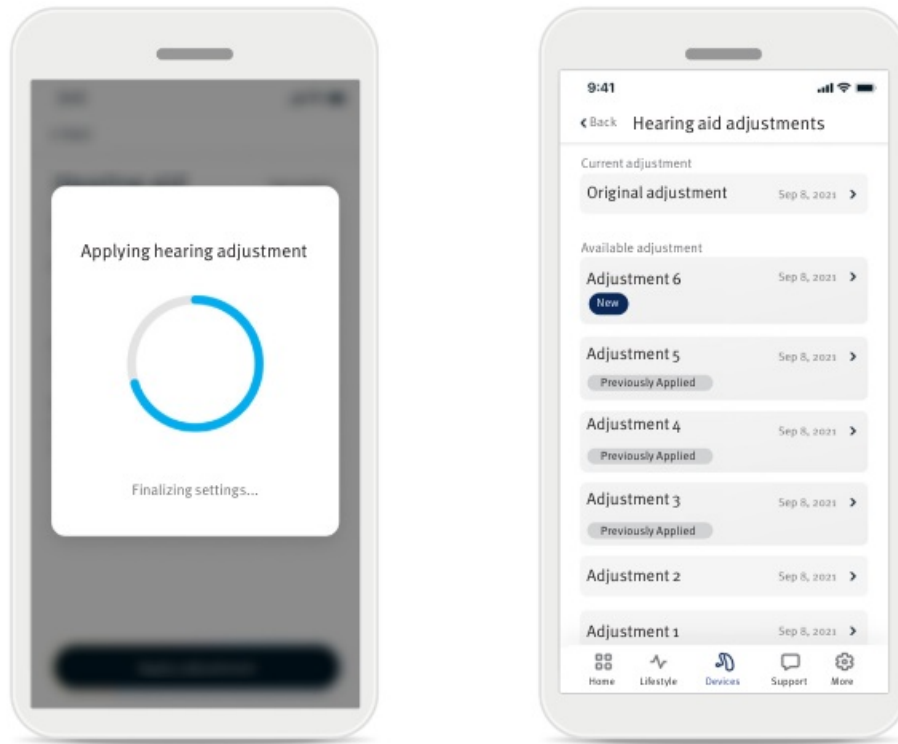 Applying hearing adjustment
Finalizing settings...
9:41
Back Hearing aid adjustments
Current adjustment
Original adjustment Sep 8, 2021
Available adjustment
Adjustment 6 Sep 8, 2021
New
Adjustment 5 Sep 8, 2021
Previously Applied
Adjustment 4 Sep 8, 2021
Previously Applied
Adjustment 3 Sep 8, 2021
Previously Applied
Adjustment 2 Sep 8, 2021
Adjustment 1 Sep 8, 2021
Home Lifestyle Devices Support More